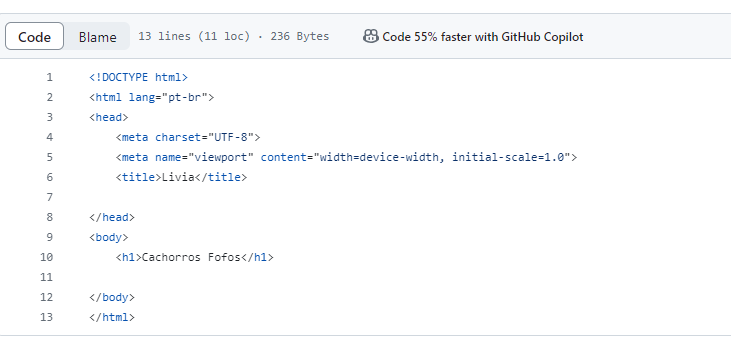 Code Blame 13 lines (11 loc) · 236 Bytes Code 55% faster with GitHub Copilot
1 <!DOCTYPE html>
2 <html lang="pt-br">
3 <head>
4     <meta charset="UTF-8">
5     <meta name="viewport" content="width=device-width, initial-scale=1.0">
6     <title>Livia</title>
7
8 </head>
9 <body>
10     <h1>Cachorros Fofos</h1>
11
12 </body>
13 </html>